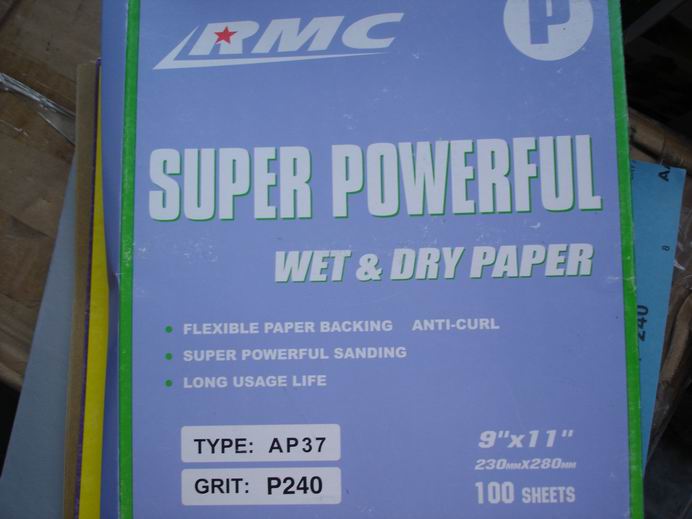 RMC
P
SUPER POWERFUL
WET & DRY PAPER
FLEXIBLE PAPER BACKING ANTI-CURL
SUPER POWERFUL SANDING
LONG USAGE LIFE
TYPE: AP37
GRIT: P240
9"x11"
230MMX280MM
100 SHEETS
240